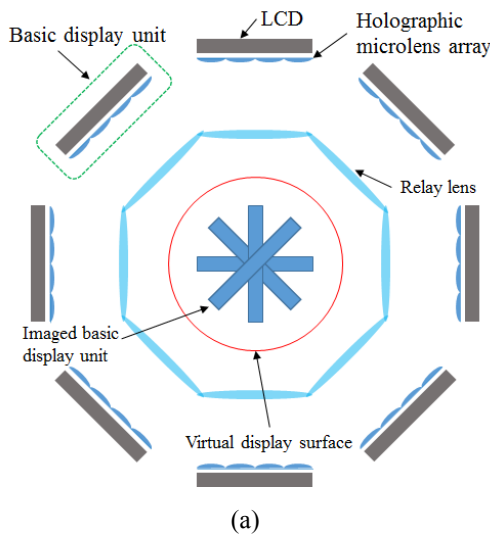 LCD
Holographic
microlens array
Basic display
unit
Relay lens
Imaged basic
display unit
Virtual display surface
(a)